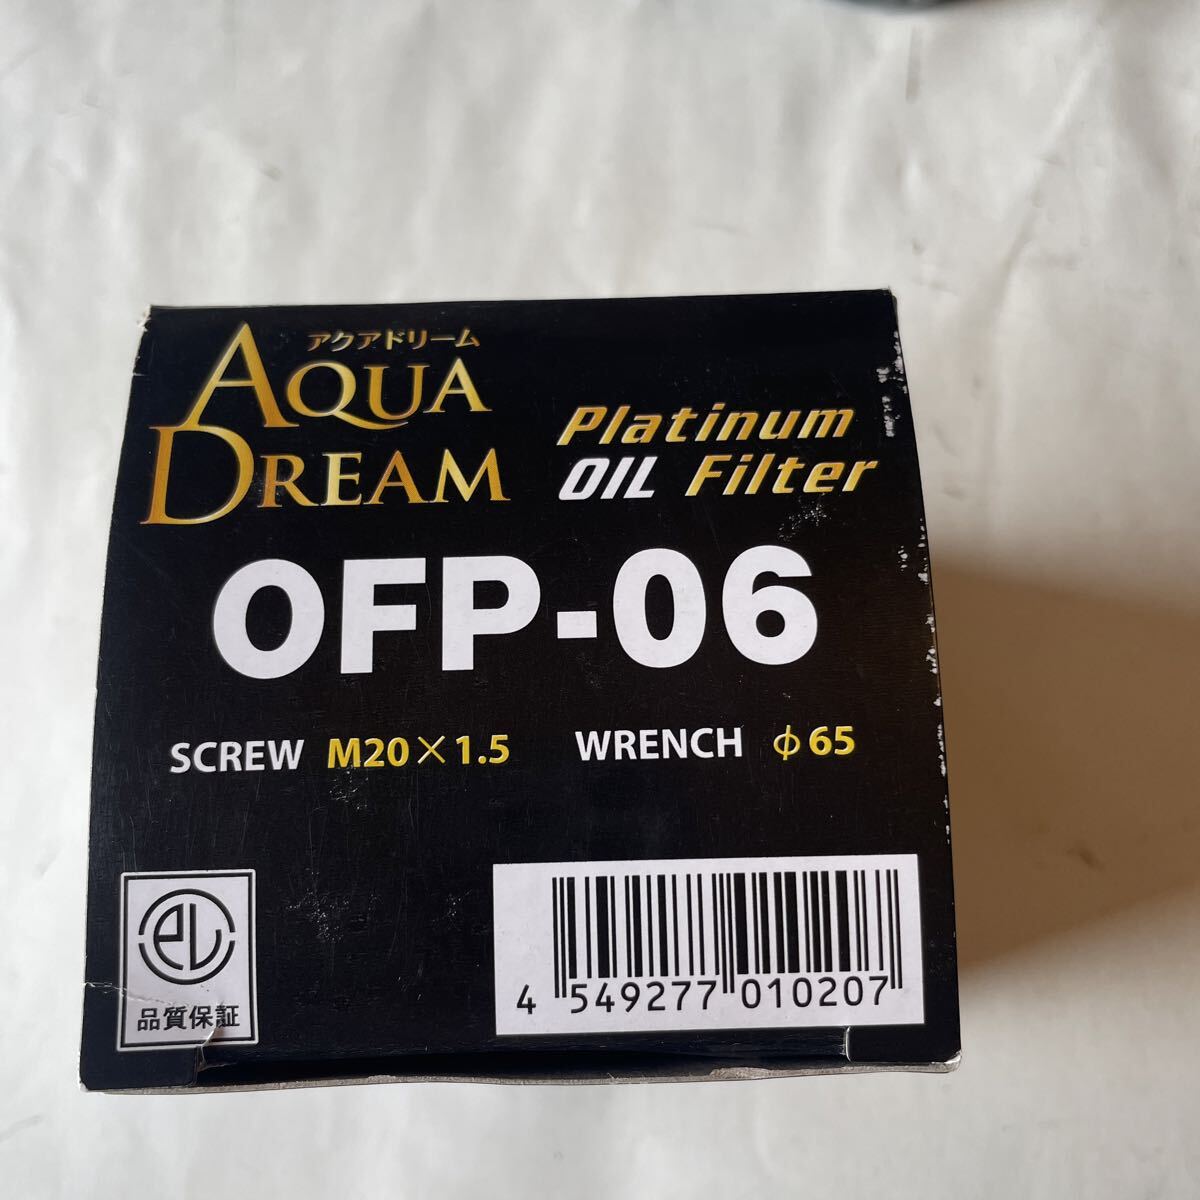 アクアドリーム
AQUA
DREAM
Platinum
OIL Filter
OFP-06
SCREW M20×1.5 WRENCH φ65
品質保証
4 549277 010207